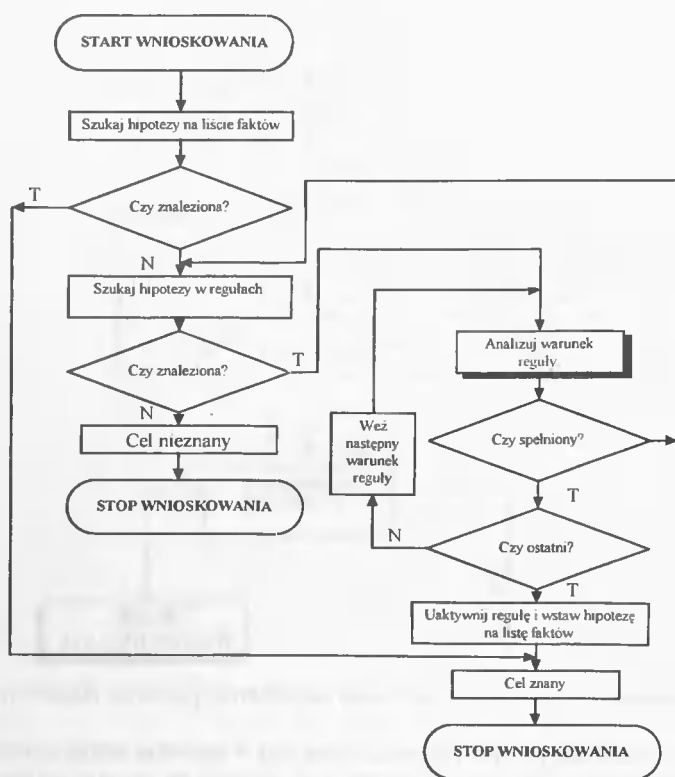 START WNIOSKOWANIA
Szukaj hipotezy na liście faktów
T
Czy znaleziona?
N
Szukaj hipotezy w regułach
Czy znaleziona?
T
N
Cel nieznany
STOP WNIOSKOWANIA
Analizuj warunek
reguły
Weź
następny
warunek
reguły
Czy spełniony?
T
N
Czy ostatni?
T
Uaktywnij regułę i wstaw hipotezę
na listę faktów
Cel znany
STOP WNIOSKOWANIA